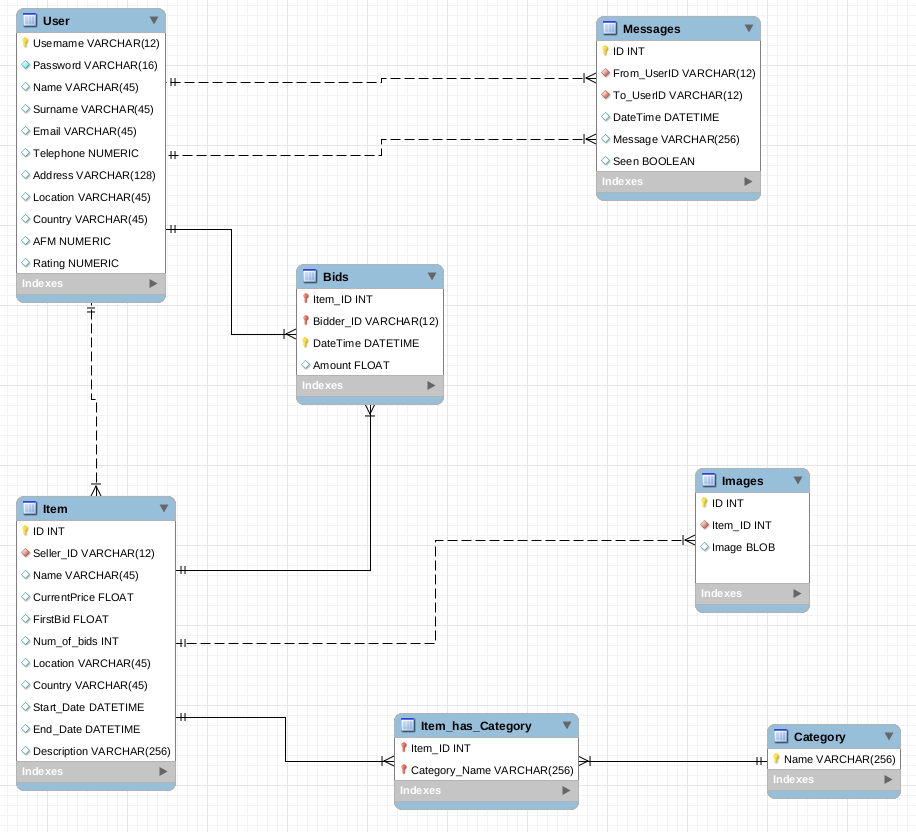 User
Username VARCHAR(12)
Password VARCHAR(16)
Name VARCHAR(45)
Surname VARCHAR(45)
Email VARCHAR(45)
Telephone NUMERIC
Address VARCHAR(128)
Location VARCHAR(45)
Country VARCHAR(45)
AFM NUMERIC
Rating NUMERIC
Indexes
Messages
ID INT
From_UserID VARCHAR(12)
To_UserID VARCHAR(12)
DateTime DATETIME
Message VARCHAR(256)
Seen BOOLEAN
Indexes
Bids
Item_ID INT
Bidder_ID VARCHAR(12)
DateTime DATETIME
Amount FLOAT
Indexes
Item
ID INT
Seller_ID VARCHAR(12)
Name VARCHAR(45)
CurrentPrice FLOAT
FirstBid FLOAT
Num_of_bids INT
Location VARCHAR(45)
Country VARCHAR(45)
Start_Date DATETIME
End_Date DATETIME
Description VARCHAR(256)
Indexes
Images
ID INT
Item_ID INT
Image BLOB
Indexes
Item_has_Category
Item_ID INT
Category_Name VARCHAR(256)
Indexes
Category
Name VARCHAR(256)
Indexes